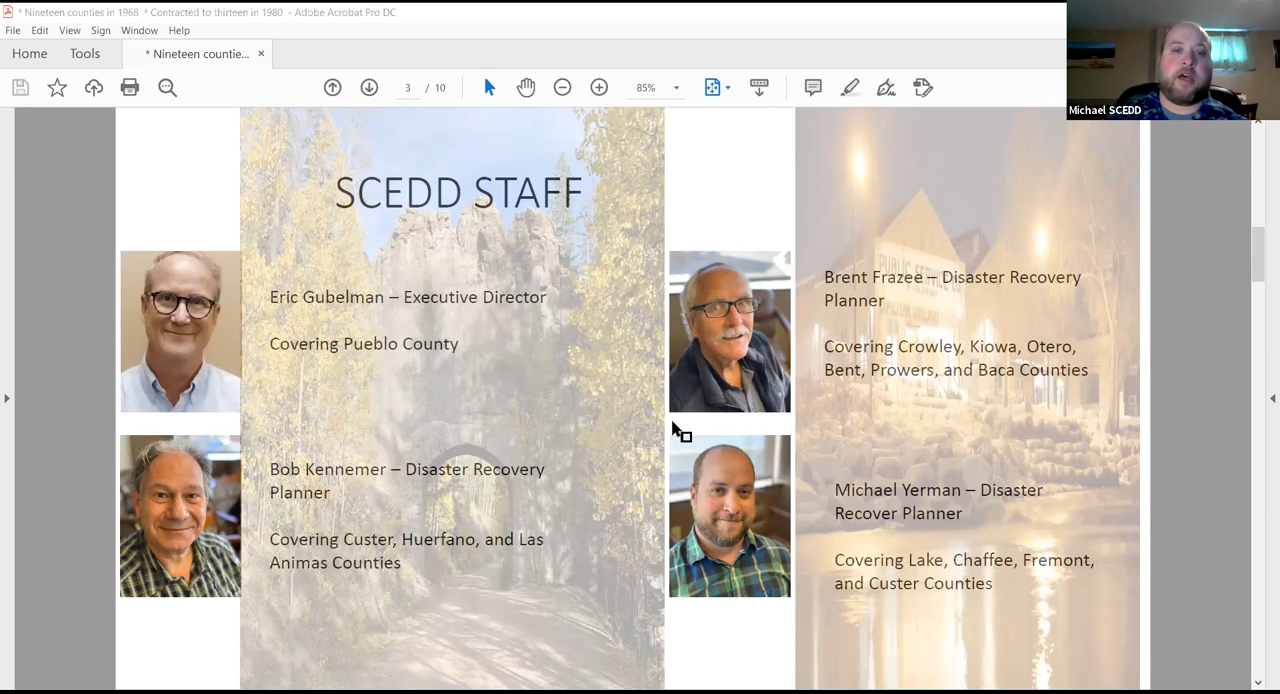 * Nineteen counties in 1968 * Contracted to thirteen in 1980 - Adobe Acrobat Pro DC
File Edit View Sign Window Help
Home Tools * Nineteen countie... ×
3 / 10 85%
Michael SCEDD
SCEDD STAFF
Eric Gubelman – Executive Director
Covering Pueblo County
Bob Kennemer – Disaster Recovery
Planner
Covering Custer, Huerfano, and Las
Animas Counties
Brent Frazee – Disaster Recovery
Planner
Covering Crowley, Kiowa, Otero,
Bent, Prowers, and Baca Counties
Michael Yerman – Disaster
Recover Planner
Covering Lake, Chaffee, Fremont,
and Custer Counties
PUBLIC SERVICE CO